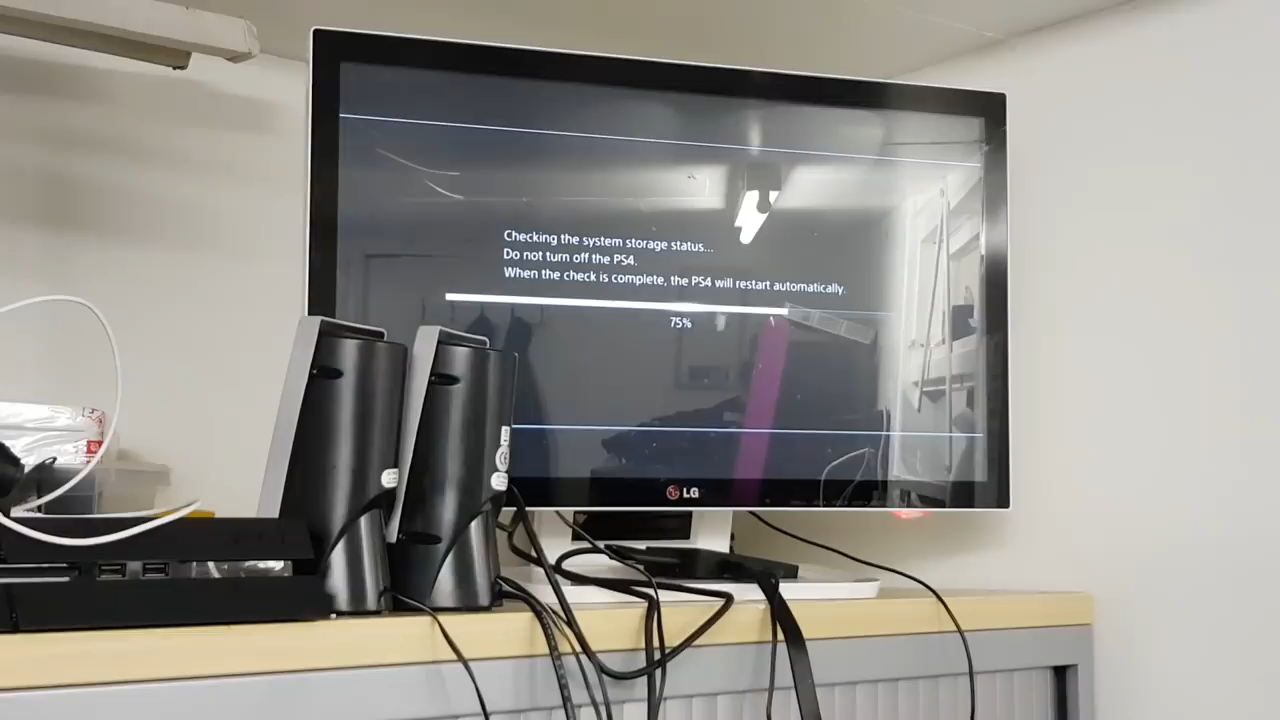 Checking the system storage status...
Do not turn off the PS4.
When the check is complete, the PS4 will restart automatically.
75%
LG
CE